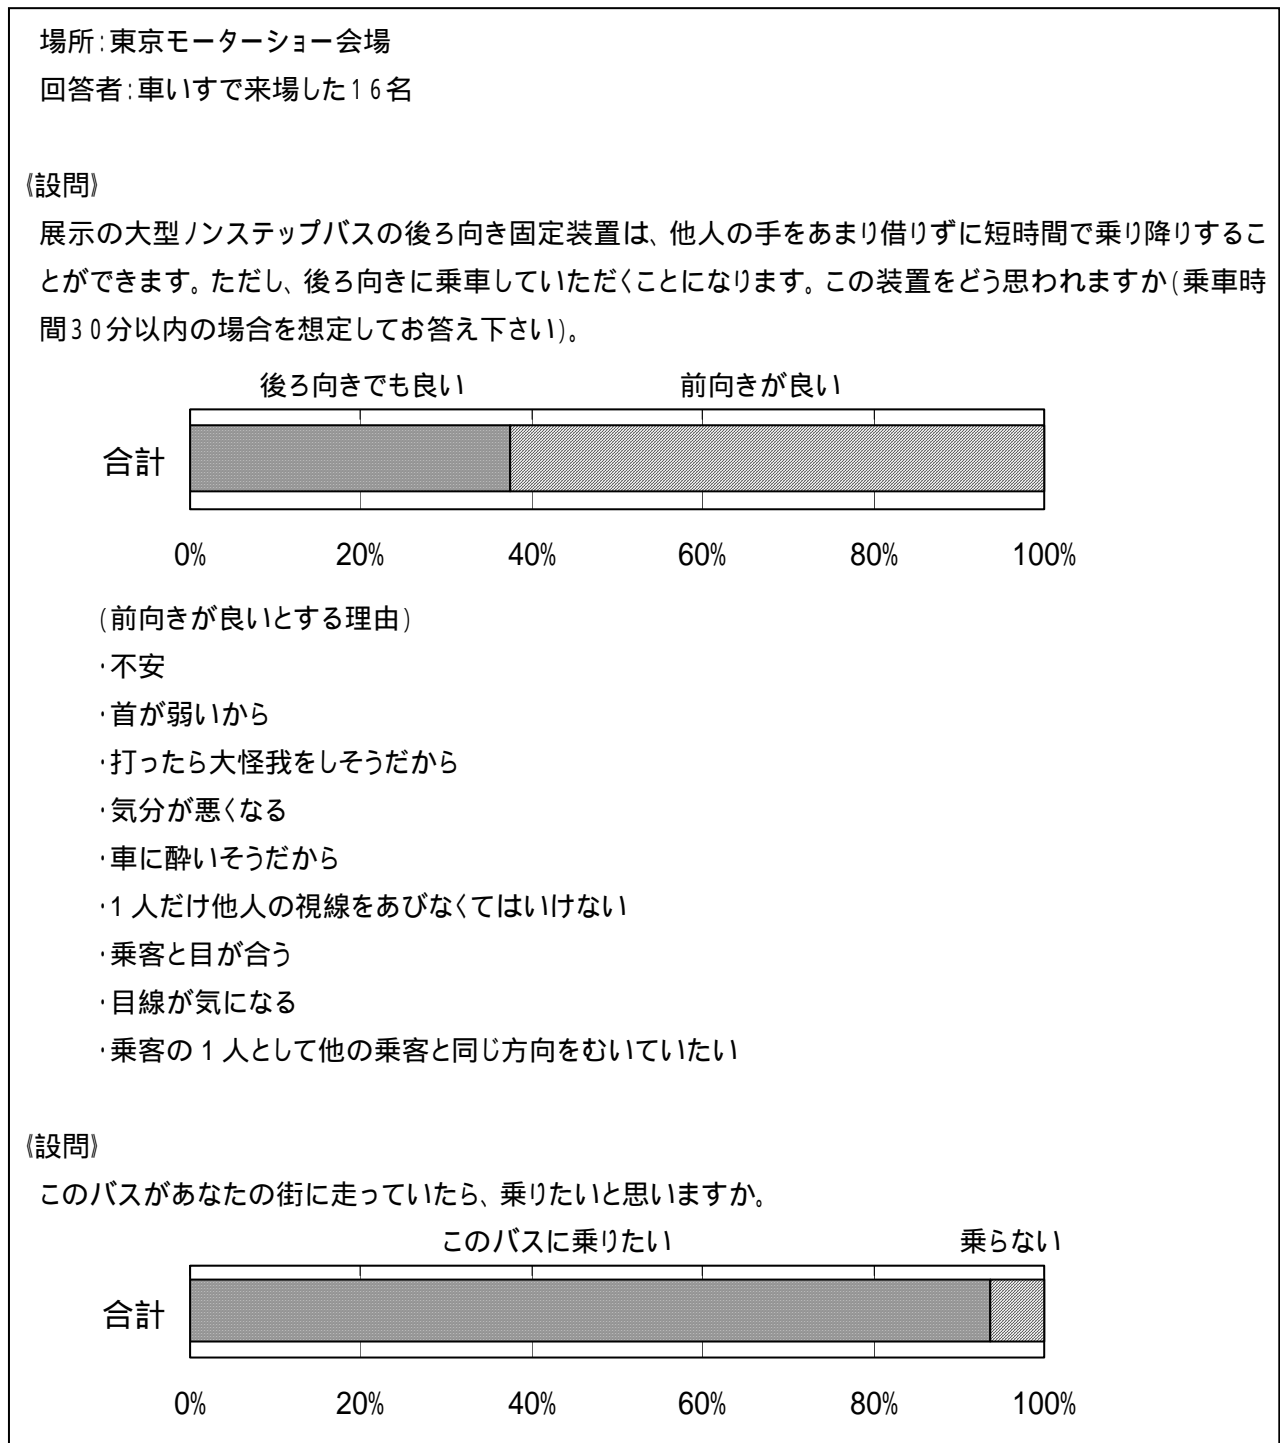 場所:東京モーターショー会場
回答者:車いすで来場した16名
《設問》
展示の大型ノンステップバスの後ろ向き固定装置は、他人の手をあまり借りずに短時間で乗り降りするこ
とができます。ただし、後ろ向きに乗車していただくことになります。この装置をどう思われますか(乗車時
間30分以内の場合を想定してお答え下さい)。
後ろ向きでも良い 前向きが良い
合計
0% 20% 40% 60% 80% 100%
(前向きが良いとする理由)
・不安
・首が弱いから
・打ったら大怪我をしそうだから
・気分が悪くなる
・車に酔いそうだから
・1人だけ他人の視線をあびなくてはいけない
・乗客と目が合う
・目線が気になる
・乗客の1人として他の乗客と同じ方向をむいていたい
《設問》
このバスがあなたの街に走っていたら、乗りたいと思いますか。
このバスに乗りたい 乗らない
合計
0% 20% 40% 60% 80% 100%